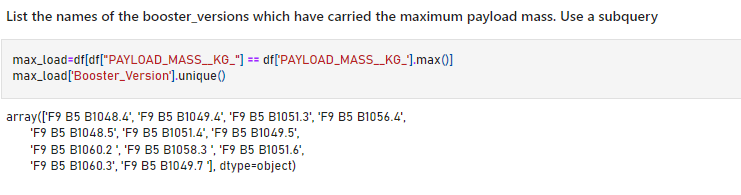 List the names of the booster_versions which have carried the maximum payload mass. Use a subquery
max_load=df[df["PAYLOAD_MASS__KG_"] == df['PAYLOAD_MASS__KG_'].max()]
max_load['Booster_Version'].unique()
array(['F9 B5 B1048.4', 'F9 B5 B1049.4', 'F9 B5 B1051.3', 'F9 B5 B1056.4',
'F9 B5 B1048.5', 'F9 B5 B1051.4', 'F9 B5 B1049.5',
'F9 B5 B1060.2 ', 'F9 B5 B1058.3 ', 'F9 B5 B1051.6',
'F9 B5 B1060.3', 'F9 B5 B1049.7 '], dtype=object)